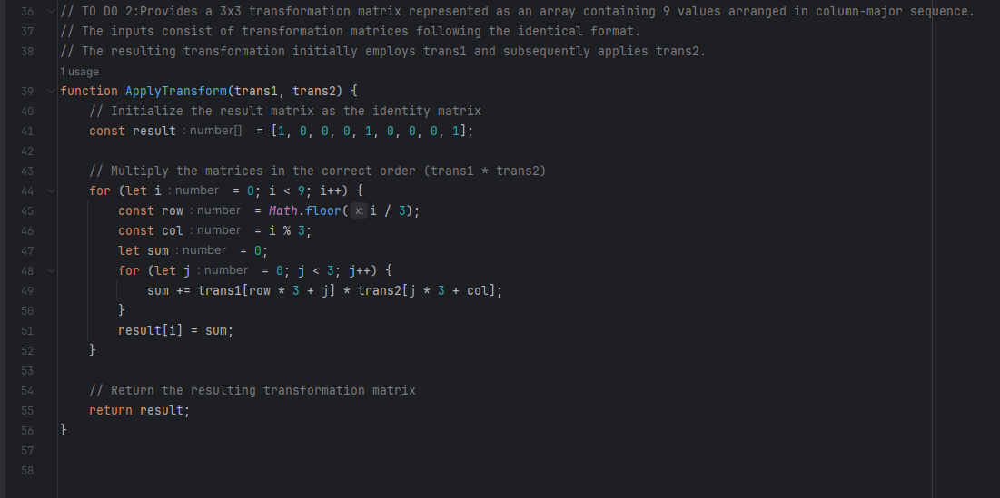 36 // TO DO 2:Provides a 3x3 transformation matrix represented as an array containing 9 values arranged in column-major sequence.
37 // The inputs consist of transformation matrices following the identical format.
38 // The resulting transformation initially employs trans1 and subsequently applies trans2.
1 usage
39 function ApplyTransform(trans1, trans2) {
40     // Initialize the result matrix as the identity matrix
41     const result : number[] = [1, 0, 0, 0, 1, 0, 0, 0, 1];
42
43     // Multiply the matrices in the correct order (trans1 * trans2)
44     for (let i : number = 0; i < 9; i++) {
45         const row : number = Math.floor( x: i / 3);
46         const col : number = i % 3;
47         let sum : number = 0;
48         for (let j : number = 0; j < 3; j++) {
49             sum += trans1[row * 3 + j] * trans2[j * 3 + col];
50         }
51         result[i] = sum;
52     }
53
54     // Return the resulting transformation matrix
55     return result;
56 }
57
58